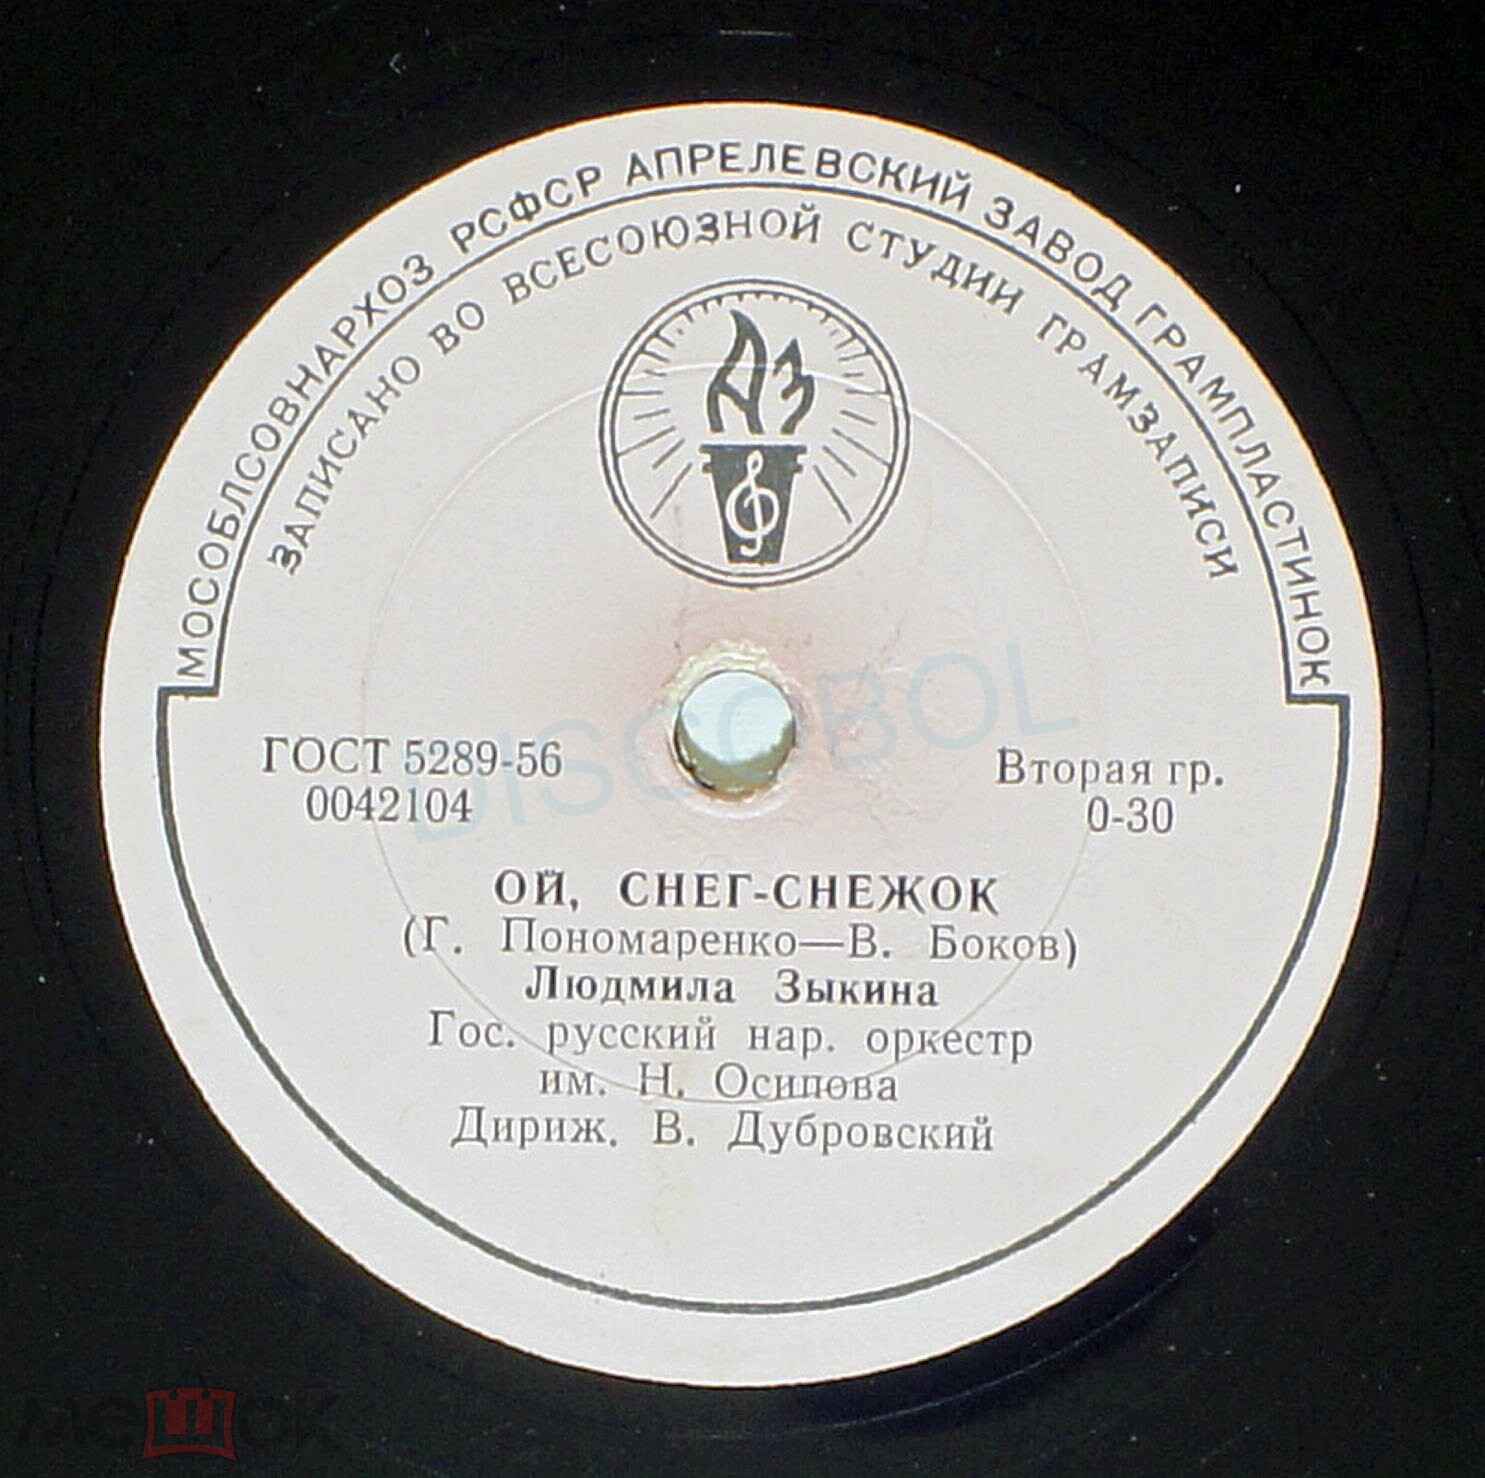 МОСОБЛСОВНАРХОЗ РСФСР АПРЕЛЕВСКИЙ ЗАВОД ГРАМПЛАСТИНОК
ЗАПИСАНО ВО ВСЕСОЮЗНОЙ СТУДИИ ГРАМЗАПИСИ
АЗ
ГОСТ 5289-56
0042104
Вторая гр.
0-30
DISCOBOL
ОЙ, СНЕГ-СНЕЖОК
(Г. Пономаренко—В. Боков)
Людмила Зыкина
Гос. русский нар. оркестр
им. Н. Осипова
Дириж. В. Дубровский
мешок